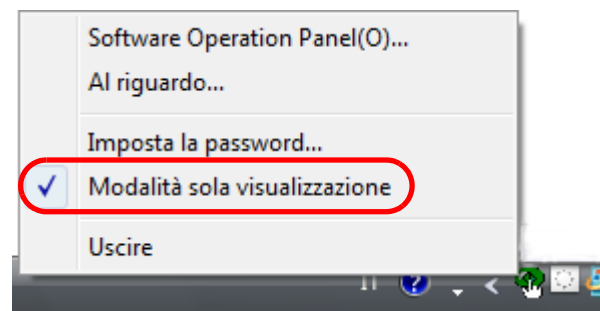 Software Operation Panel(O)...
Al riguardo...
Imposta la password...
Modalità sola visualizzazione
Uscire